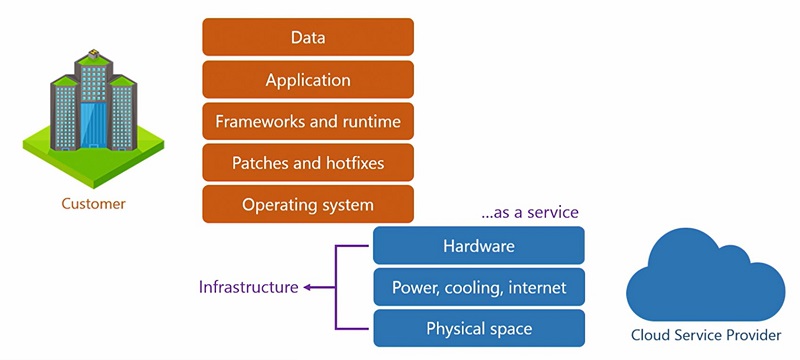 Data
Application
Frameworks and runtime
Patches and hotfixes
Customer
Operating system
...as a service
Hardware
Infrastructure
Power, cooling, internet
Physical space
Cloud Service Provider